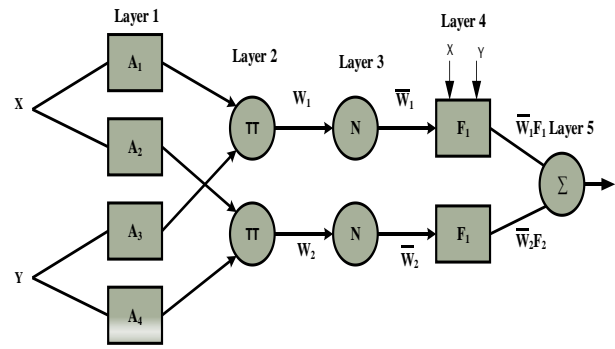 Layer 1
Layer 2
Layer 3
Layer 4
X Y
X
A₁
A₂
Y
A₃
A₄
π
W₁
N
W̅₁
F₁
W̅₁F₁ Layer 5
π
W₂
N
W̅₂
F₁
W̅₂F₂
Σ